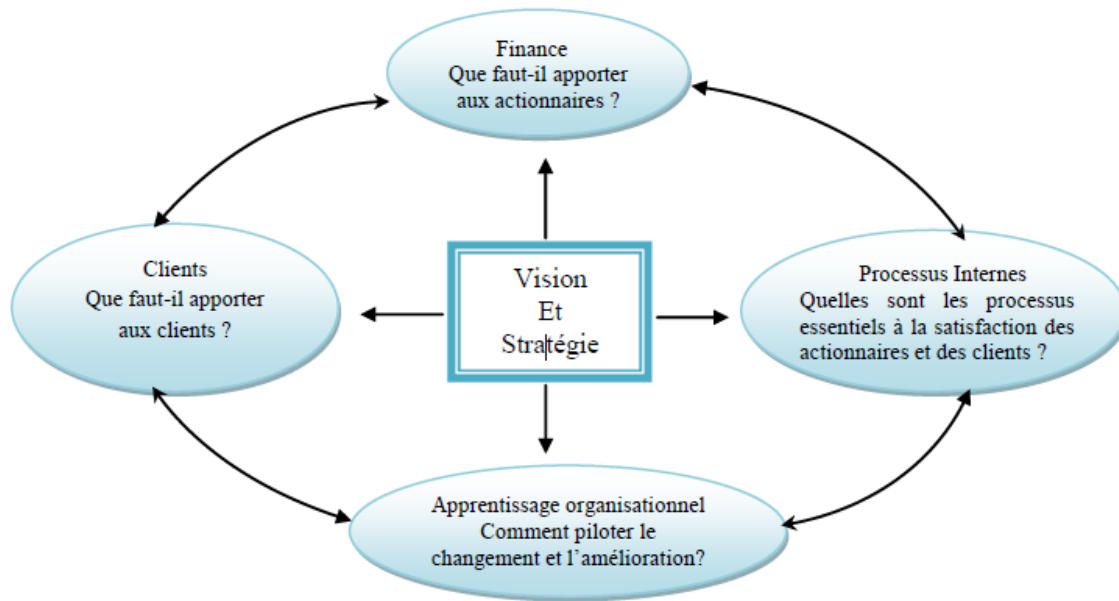 Finance
Que faut-il apporter
aux actionnaires ?
Clients
Que faut-il apporter
aux clients ?
Vision
Et
Stratégie
Processus Internes
Quelles sont les processus
essentiels à la satisfaction des
actionnaires et des clients ?
Apprentissage organisationnel
Comment piloter le
changement et l’amélioration?